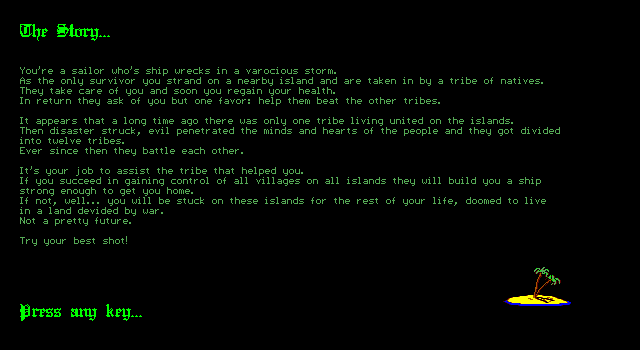 The Story...
You're a sailor who's ship wrecks in a varocious storm.
As the only survivor you strand on a nearby island and are taken in by a tribe of natives.
They take care of you and soon you regain your health.
In return they ask of you but one favor: help them beat the other tribes.
It appears that a long time ago there was only one tribe living united on the islands.
Then disaster struck, evil penetrated the minds and hearts of the people and they got divided
into twelve tribes.
Ever since then they battle each other.
It's your job to assist the tribe that helped you.
If you succeed in gaining control of all villages on all islands they will build you a ship
strong enough to get you home.
If not, well... you will be stuck on these islands for the rest of your life, doomed to live
in a land devided by war.
Not a pretty future.
Try your best shot!
Press any key...